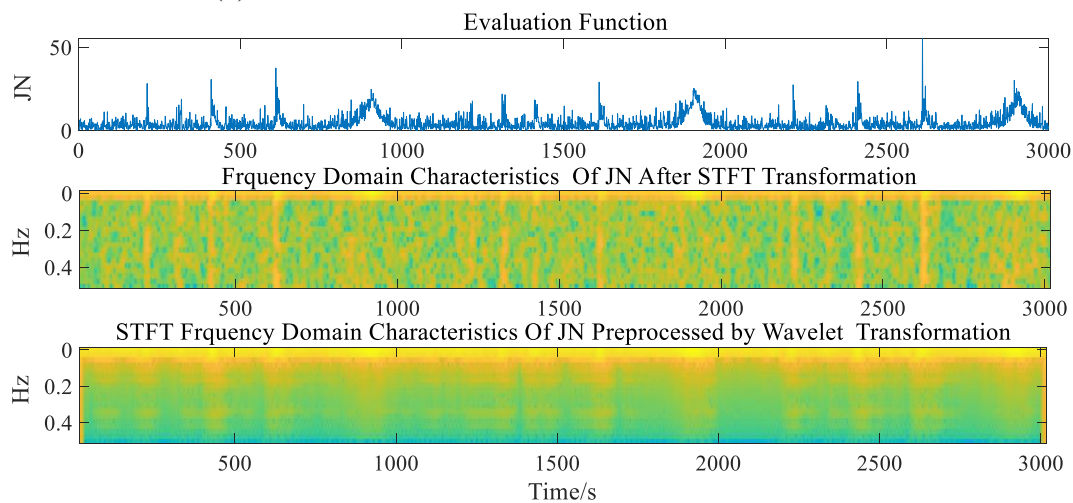 Evaluation Function
50
JN
0
0 500 1000 1500 2000 2500 3000
Frquency Domain Characteristics Of JN After STFT Transformation
0
Hz
0.2
0.4
500 1000 1500 2000 2500 3000
STFT Frquency Domain Characteristics Of JN Preprocessed by Wavelet Transformation
0
Hz
0.2
0.4
500 1000 1500 2000 2500 3000
Time/s